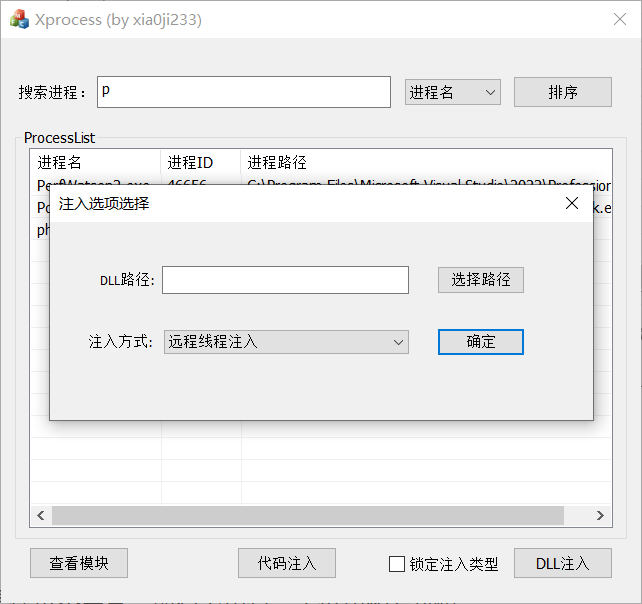 Xprocess (by xia0ji233)
搜索进程： p 进程名 排序
ProcessList
进程名 进程ID 进程路径
PerfWatson2.exe 46656 C:\Program Files\Microsoft Visual Studio\2022\Profession
Po k.e
ph
注入选项选择
DLL路径: 选择路径
注入方式: 远程线程注入 确定
查看模块 代码注入 锁定注入类型 DLL注入